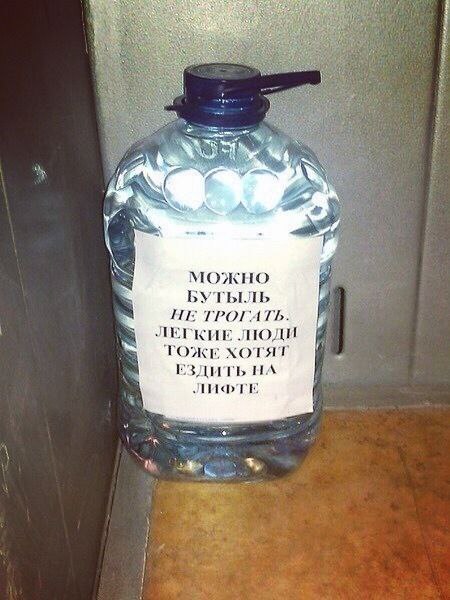 МОЖНО
БУТЫЛЬ
НЕ ТРОГАТЬ.
ЛЕГКИЕ ЛЮДИ
ТОЖЕ ХОТЯТ
ЕЗДИТЬ НА
ЛИФТЕ